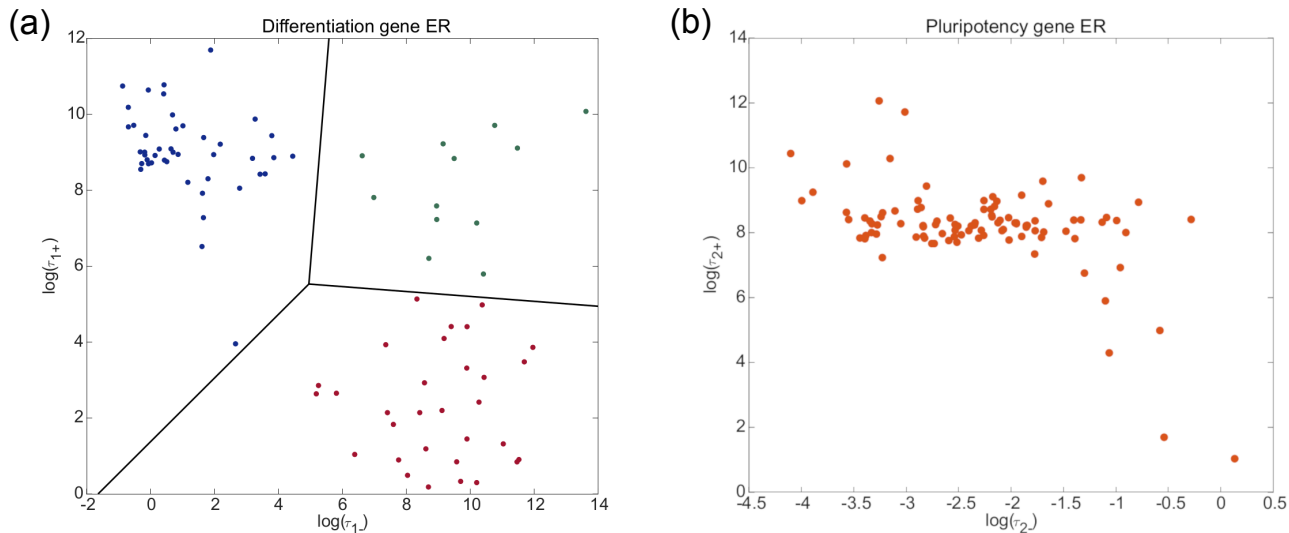 (a)
Differentiation gene ER
12
10
8
6
4
2
0
log(τ1+)
-2 0 2 4 6 8 10 12 14
log(τ1-)
(b)
Pluripotency gene ER
14
12
10
8
6
4
2
0
log(τ2+)
-4.5 -4 -3.5 -3 -2.5 -2 -1.5 -1 -0.5 0 0.5
log(τ2-)